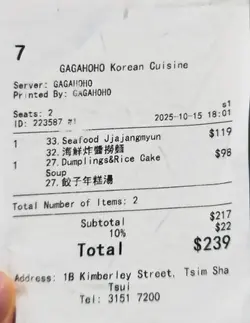 7
GAGAHOHO Korean Cuisine
Server: GAGAHOHO
Printed By: GAGAHOHO
s1
Seats: 2 2025-10-15 18:01
ID: 223587 #1
1 33. Seafood Jjajangmyun $119
32. 海鮮炸醬撈麵
1 27. Dumplings&Rice Cake $98
Soup
27. 餃子年糕湯
Total Number of Items: 2
Subtotal $217
10% $22
Total $239
Address: 1B Kimberley Street, Tsim Sha
Tsui
Tel: 3151 7200